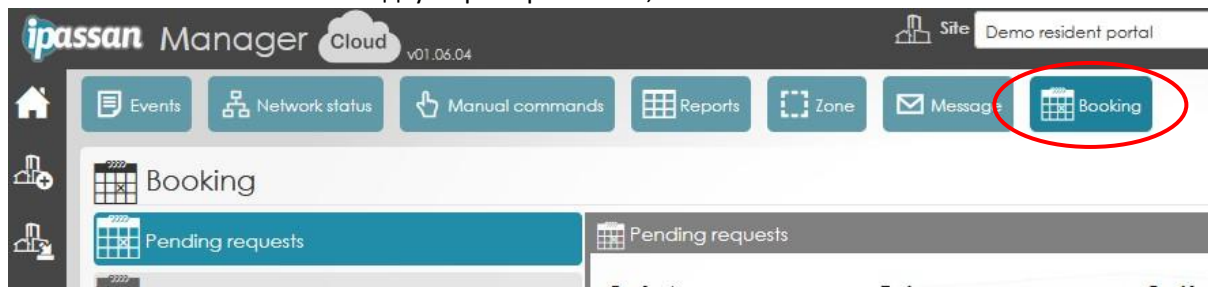 ipassan Manager Cloud v01.06.04
Site Demo resident portal
Events Network status Manual commands Reports Zone Message Booking
Booking
Pending requests
Pending requests